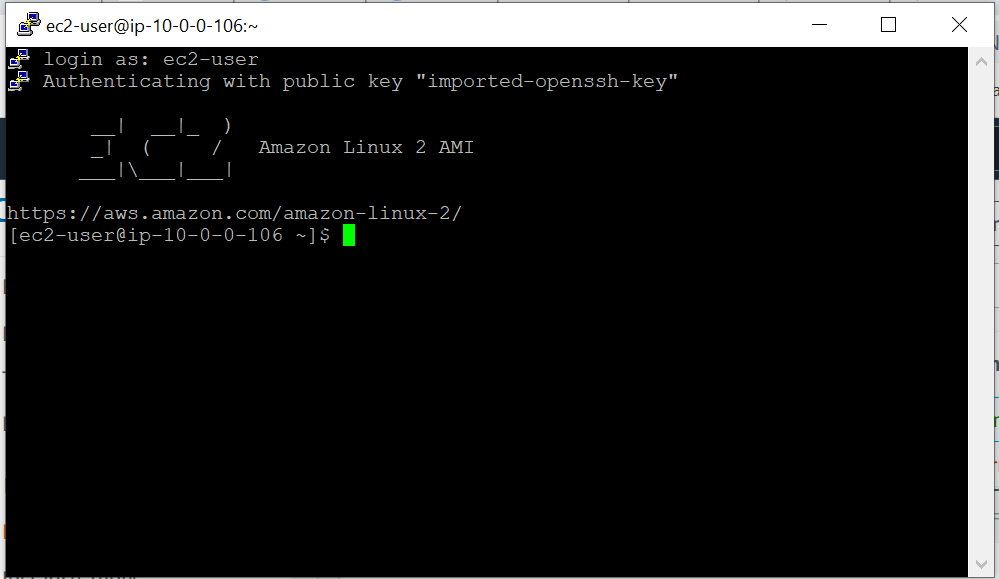 ec2-user@ip-10-0-0-106:~
login as: ec2-user
Authenticating with public key "imported-openssh-key"
__|  __|_  )
_|  (     /   Amazon Linux 2 AMI
___|\___|___|
https://aws.amazon.com/amazon-linux-2/
[ec2-user@ip-10-0-0-106 ~]$